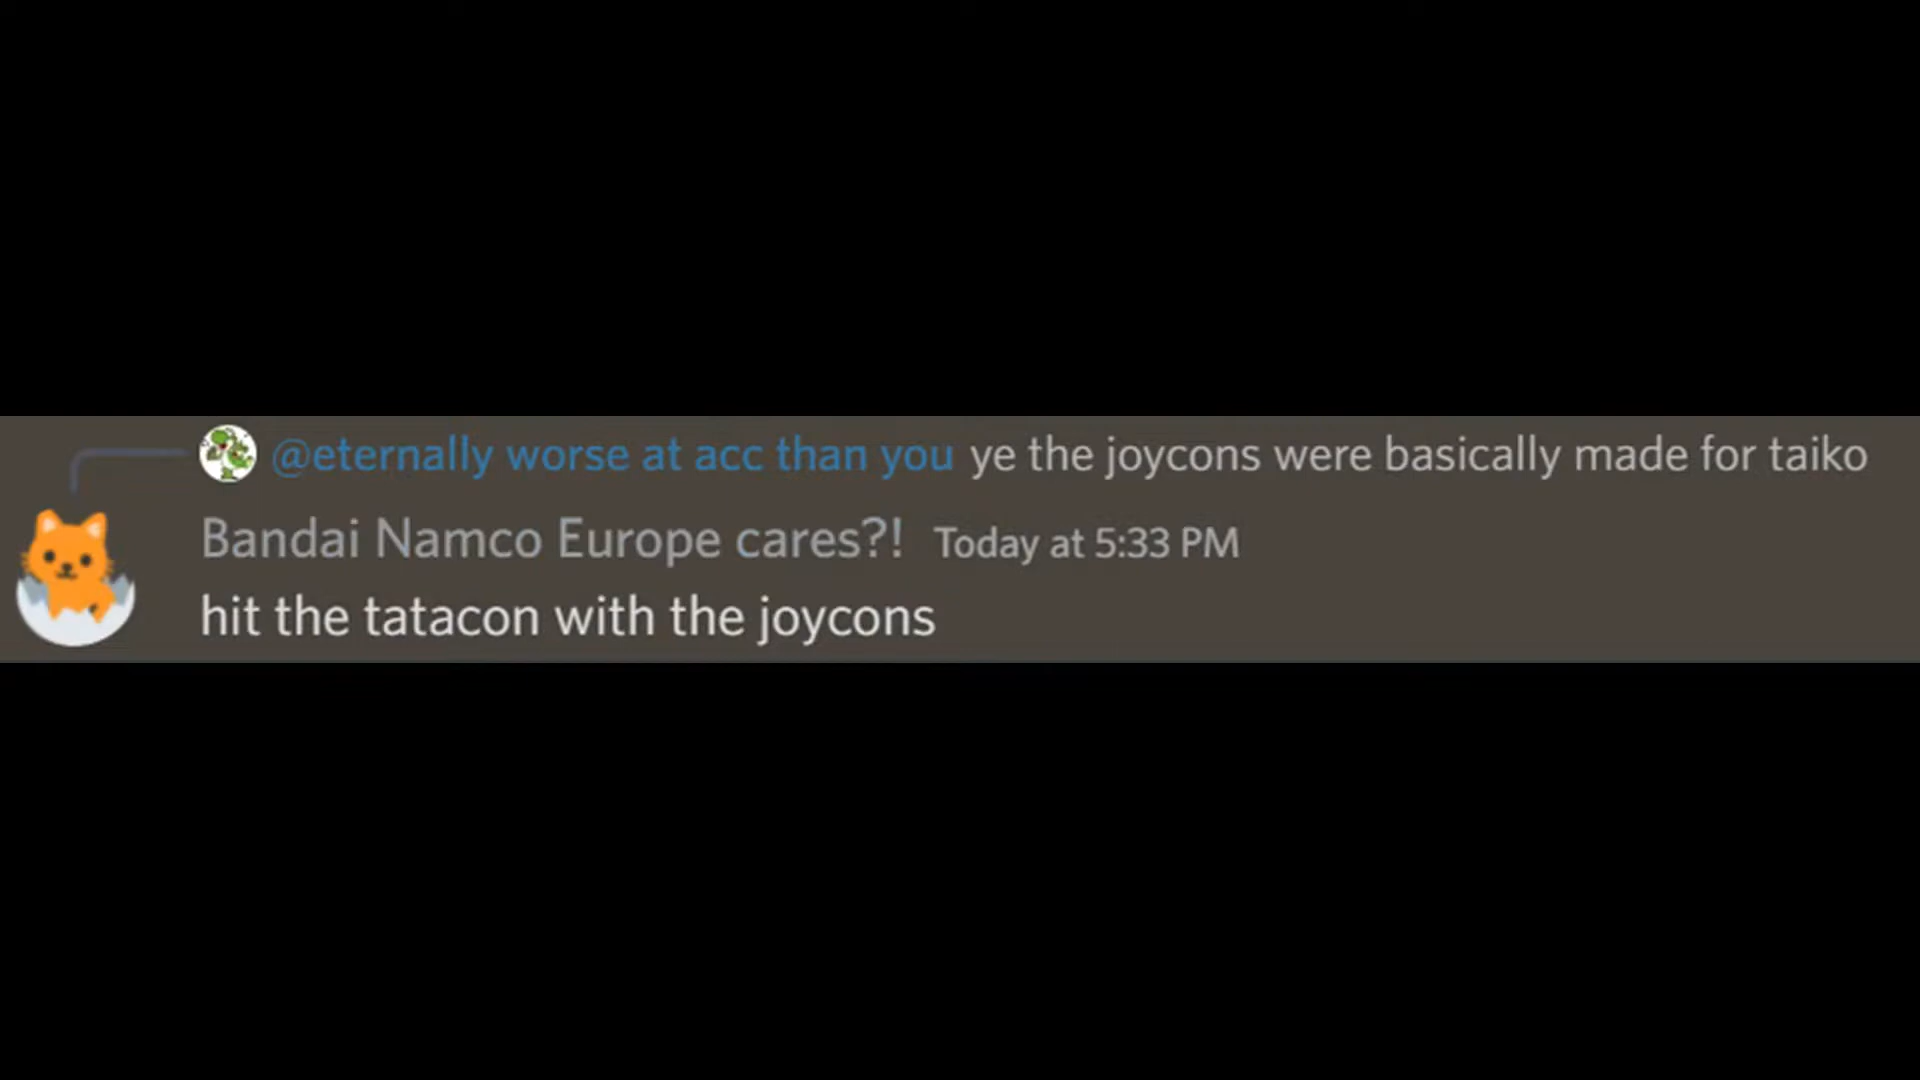 @eternally worse at acc than you ye the joycons were basically made for taiko
Bandai Namco Europe cares?! Today at 5:33 PM
hit the tatacon with the joycons